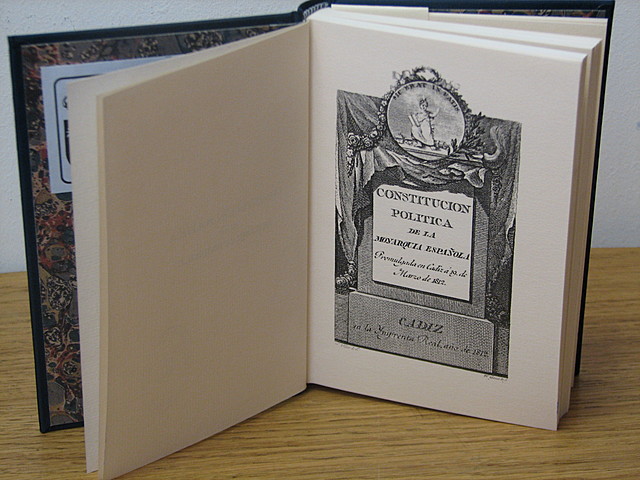 CONSTITUCION
POLITICA
DE LA
MONARQUIA ESPAÑOLA
Promulgada en Cadiz á 19. de
Marzo de 1812.
CADIZ
en la Imprenta Real, año de 1812.